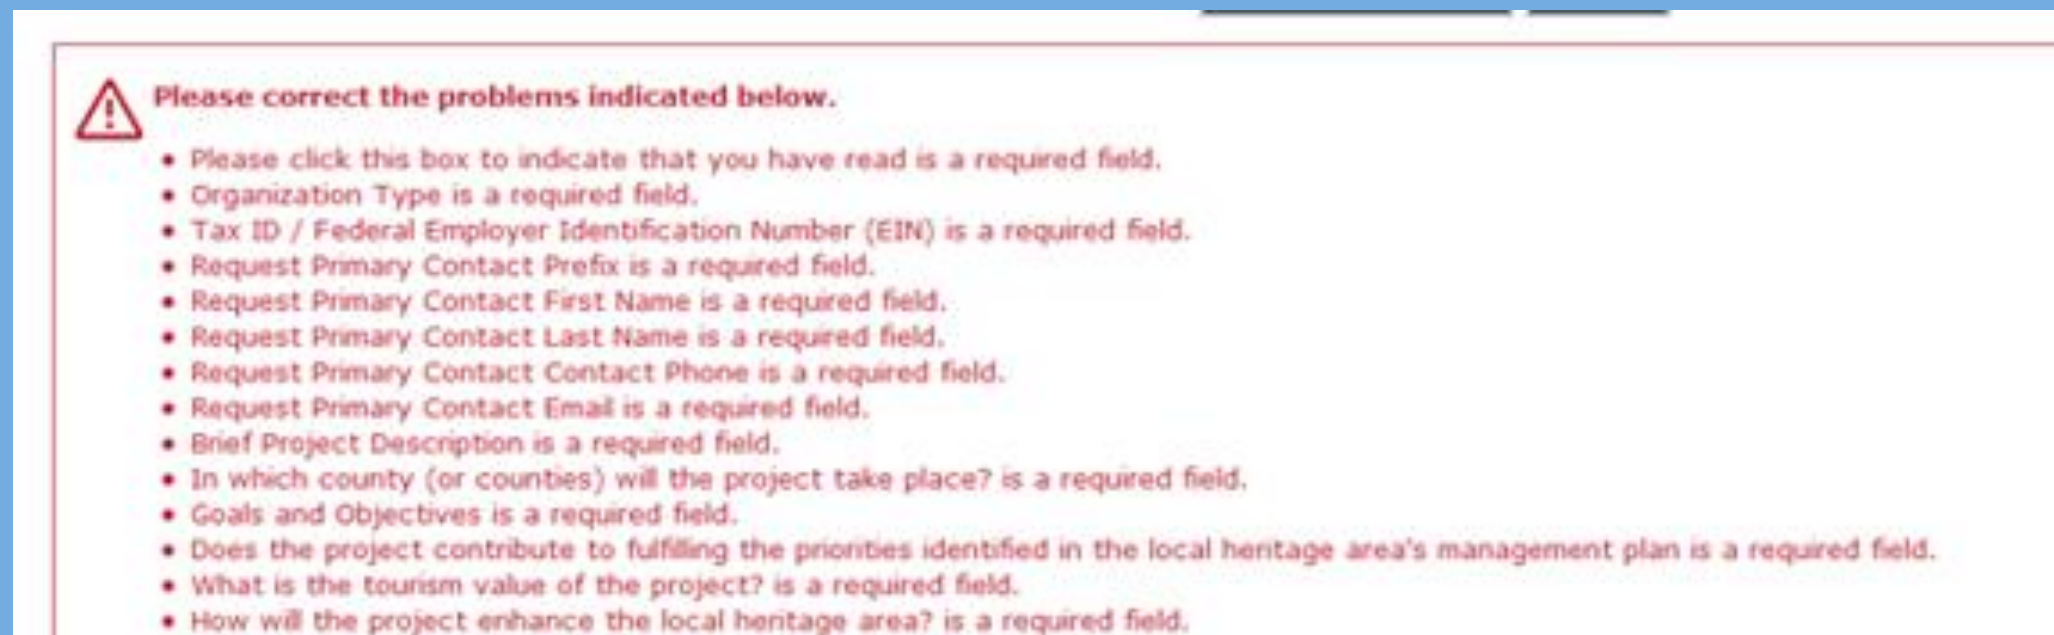 Please correct the problems indicated below.
• Please click this box to indicate that you have read is a required field.
• Organization Type is a required field.
• Tax ID / Federal Employer Identification Number (EIN) is a required field.
• Request Primary Contact Prefix is a required field.
• Request Primary Contact First Name is a required field.
• Request Primary Contact Last Name is a required field.
• Request Primary Contact Contact Phone is a required field.
• Request Primary Contact Email is a required field.
• Brief Project Description is a required field.
• In which county (or counties) will the project take place? is a required field.
• Goals and Objectives is a required field.
• Does the project contribute to fulfilling the priorities identified in the local heritage area's management plan is a required field.
• What is the tourism value of the project? is a required field.
• How will the project enhance the local heritage area? is a required field.